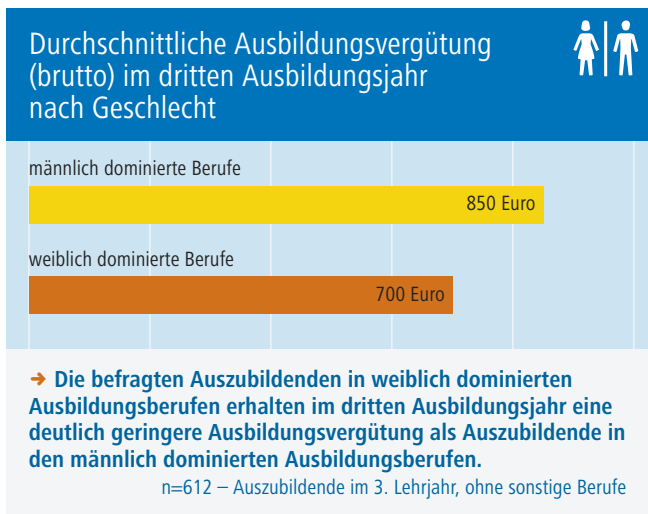 Durchschnittliche Ausbildungsvergütung
(brutto) im dritten Ausbildungsjahr
nach Geschlecht
männlich dominierte Berufe
850 Euro
weiblich dominierte Berufe
700 Euro
➔ Die befragten Auszubildenden in weiblich dominierten
Ausbildungsberufen erhalten im dritten Ausbildungsjahr eine
deutlich geringere Ausbildungsvergütung als Auszubildende in
den männlich dominierten Ausbildungsberufen.
n=612 – Auszubildende im 3. Lehrjahr, ohne sonstige Berufe